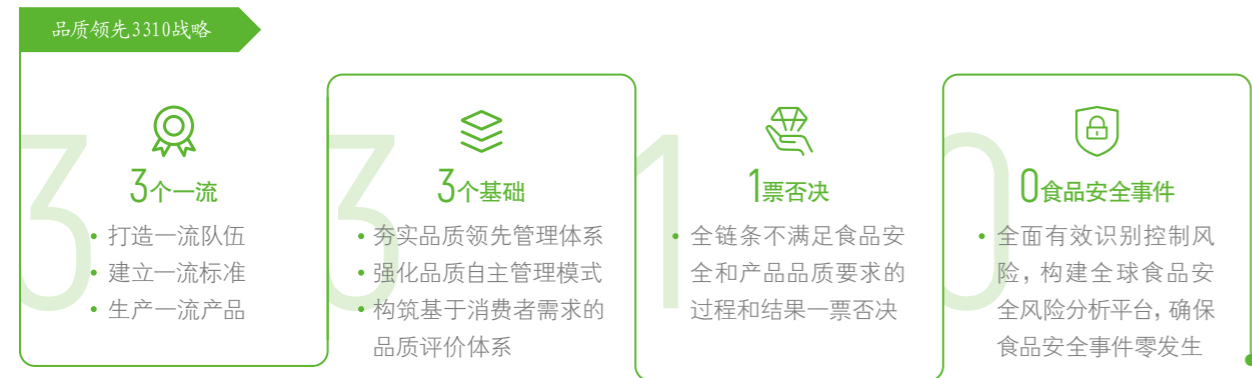 品质领先3310战略
3
3个一流
• 打造一流队伍
• 建立一流标准
• 生产一流产品
3
3个基础
• 夯实品质领先管理体系
• 强化品质自主管理模式
• 构筑基于消费者需求的
品质评价体系
1
1票否决
• 全链条不满足食品安
全和产品品质要求的
过程和结果一票否决
0
0食品安全事件
• 全面有效识别控制风
险，构建全球食品安
全风险分析平台，确保
食品安全事件零发生